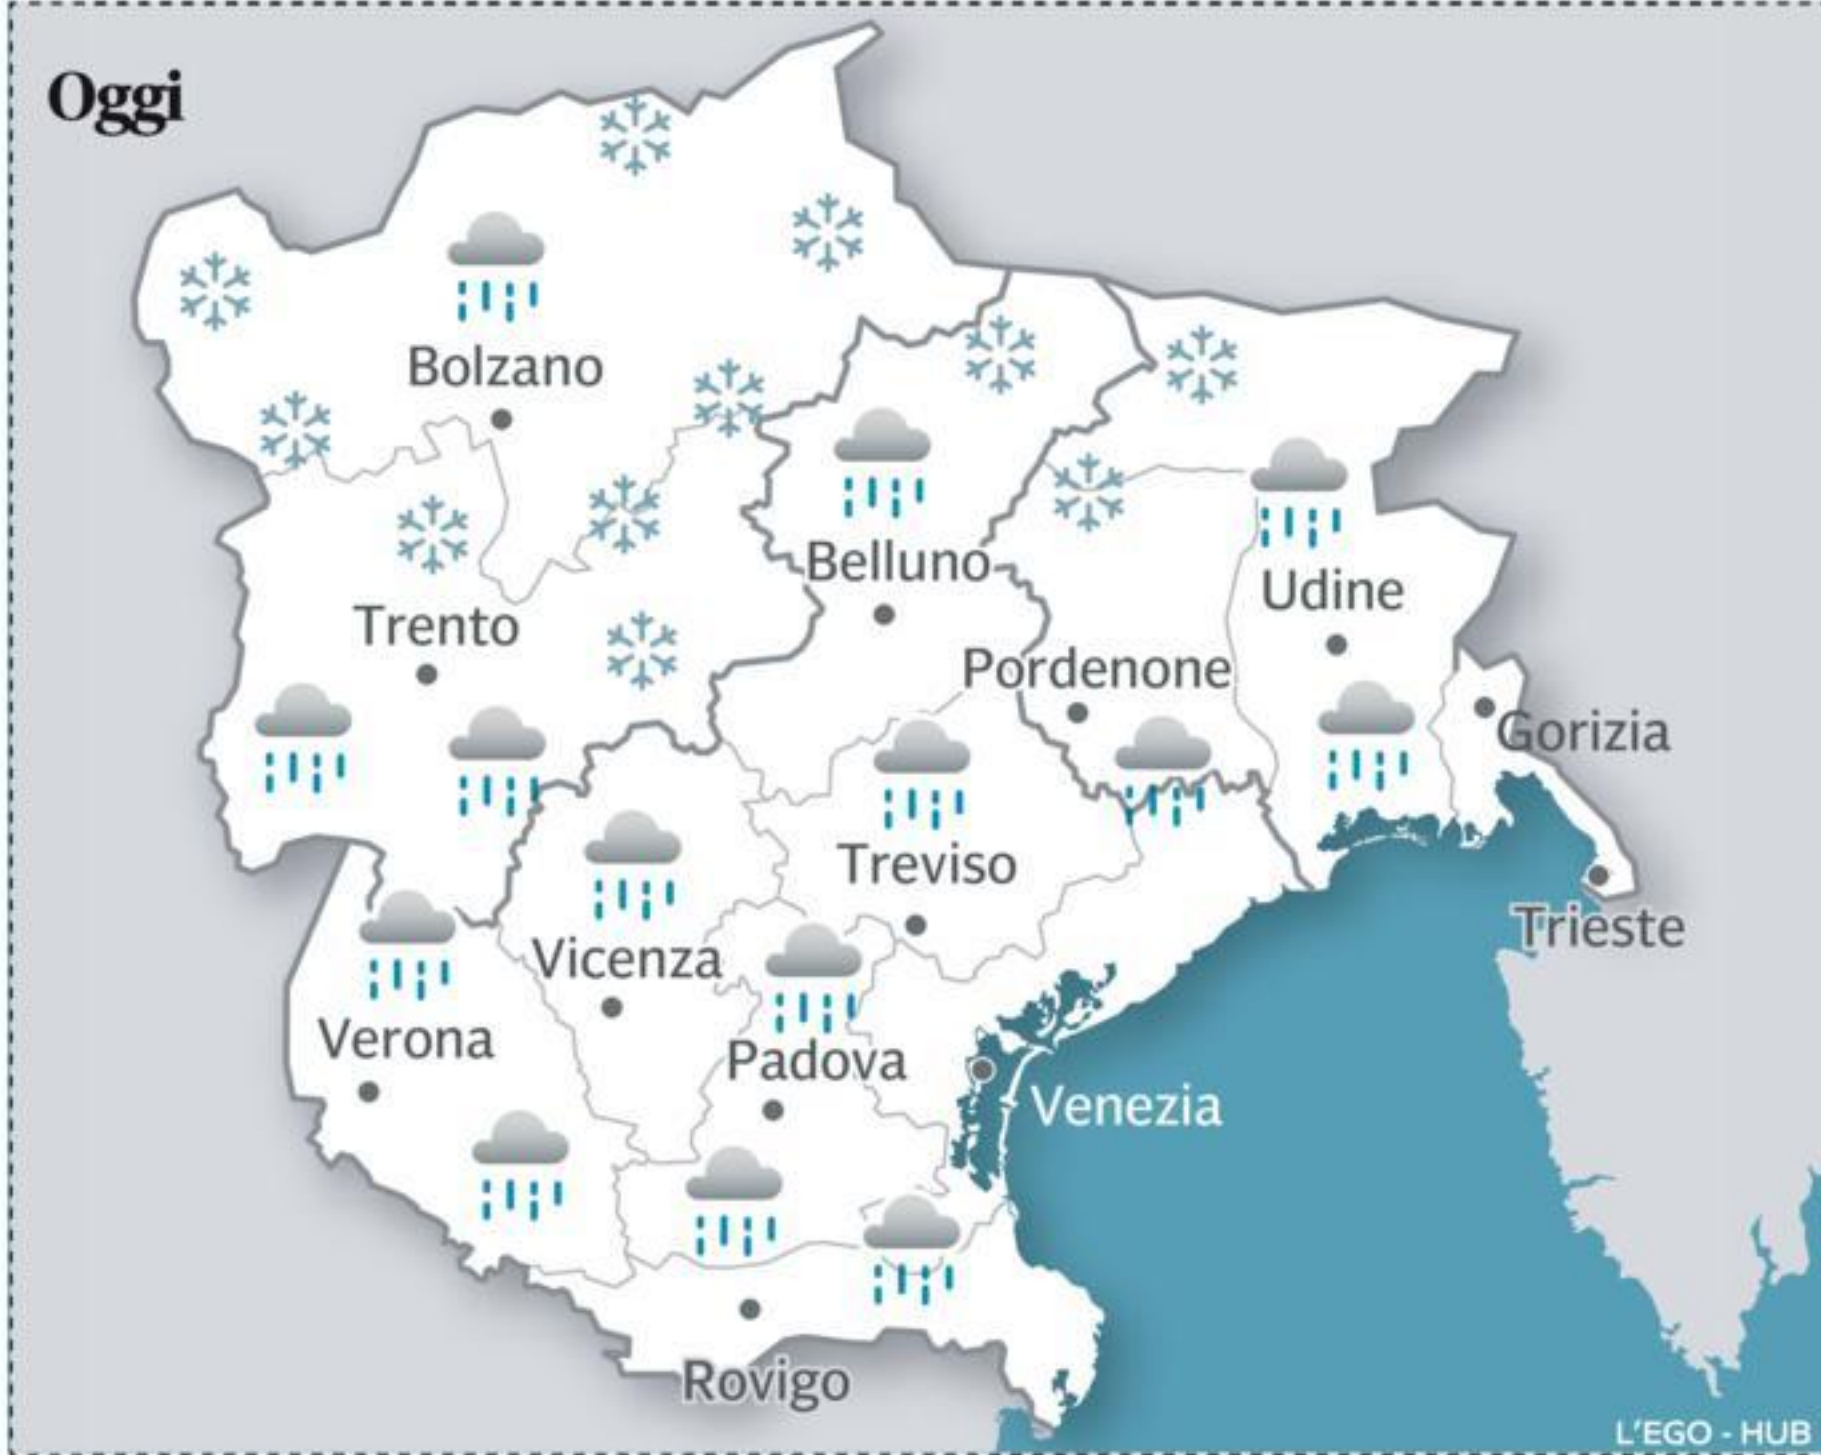 Oggi
Bolzano
Belluno
Udine
Trento
Pordenone
Gorizia
Treviso
Trieste
Vicenza
Verona
Padova
Venezia
Rovigo
L'EGO - HUB